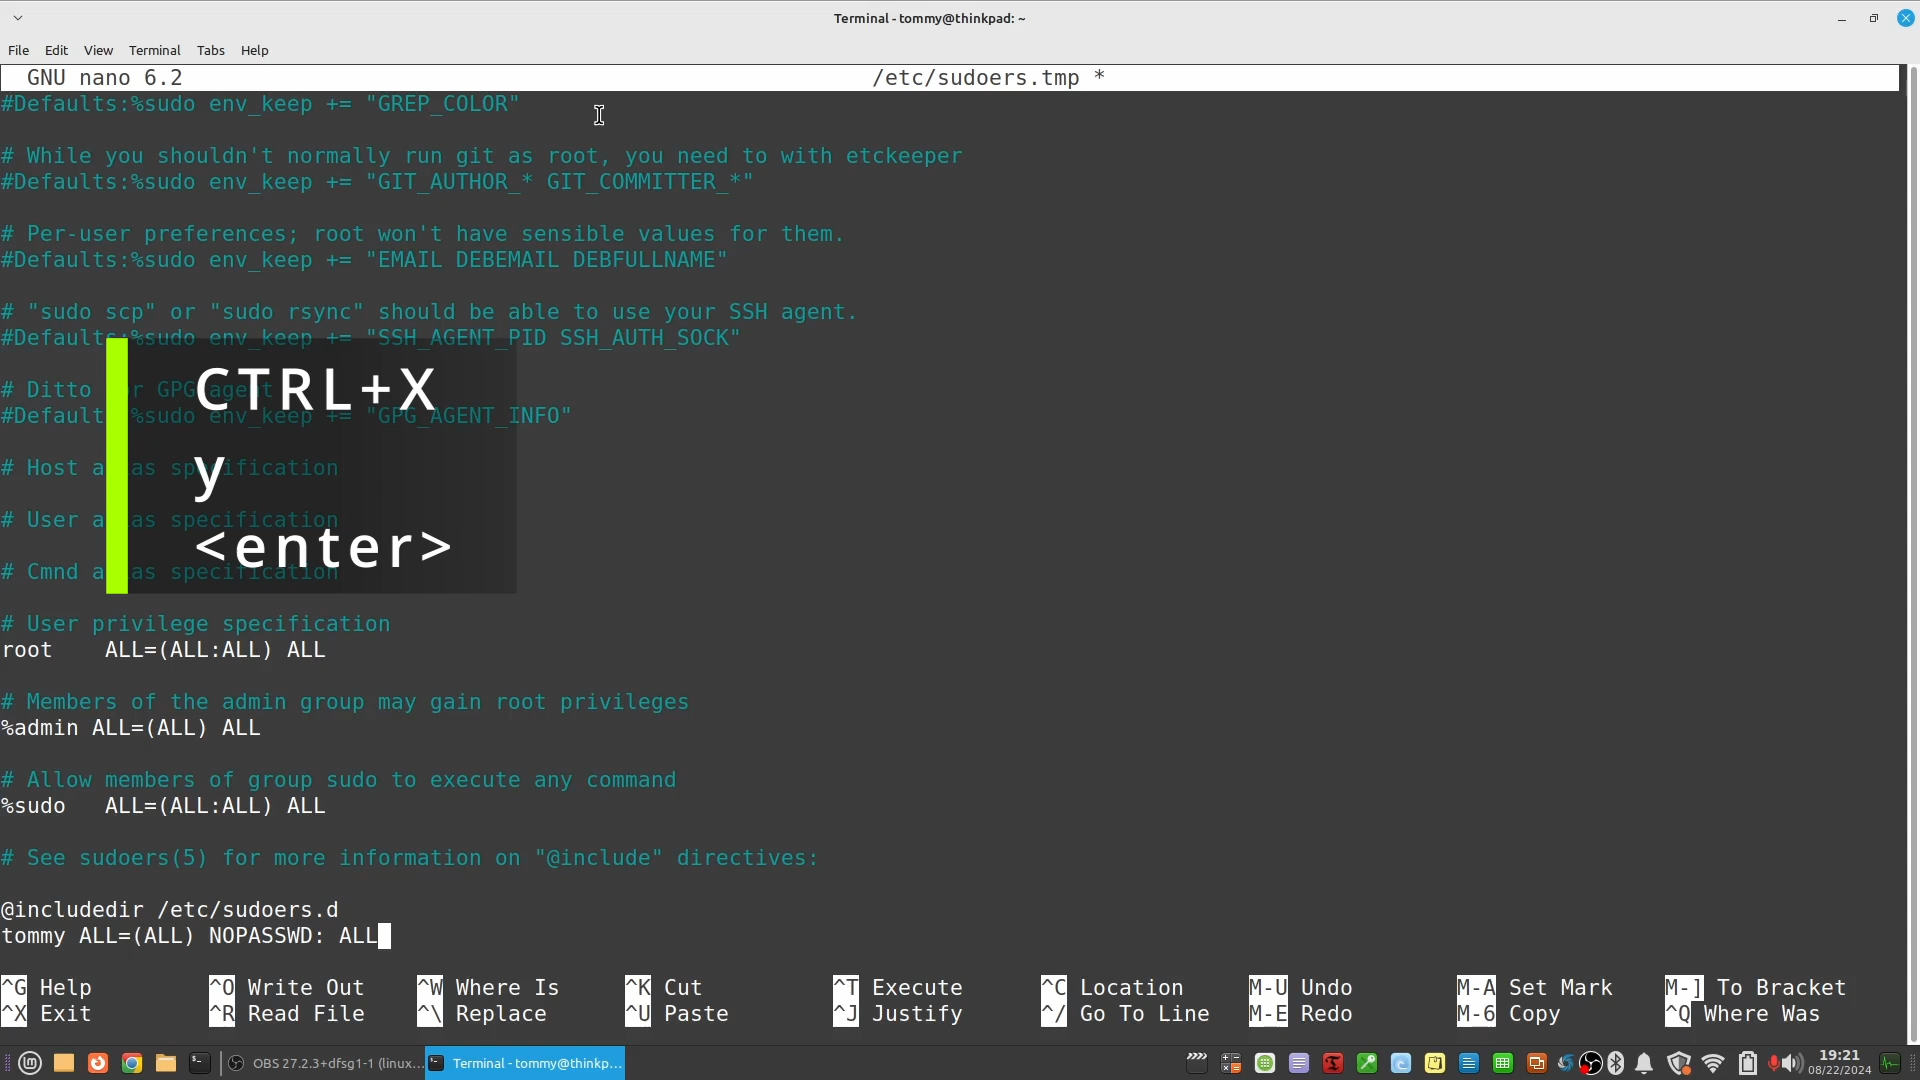 Terminal - tommy@thinkpad: ~
File Edit View Terminal Tabs Help
GNU nano 6.2 /etc/sudoers.tmp *
#Defaults:%sudo env_keep += "GREP_COLOR"
# While you shouldn't normally run git as root, you need to with etckeeper
#Defaults:%sudo env_keep += "GIT_AUTHOR_* GIT_COMMITTER_*"
# Per-user preferences; root won't have sensible values for them.
#Defaults:%sudo env_keep += "EMAIL DEBEMAIL DEBFULLNAME"
# "sudo scp" or "sudo rsync" should be able to use your SSH agent.
#Default %sudo env_keep += "SSH_AGENT_PID SSH_AUTH_SOCK"
# Ditto GPG agent
#Default %sudo env_keep += "GPG_AGENT_INFO"
# Host a as specification
# User a as specification
# Cmnd a as specification
CTRL+X
y
<enter>
# User privilege specification
root ALL=(ALL:ALL) ALL
# Members of the admin group may gain root privileges
%admin ALL=(ALL) ALL
# Allow members of group sudo to execute any command
%sudo ALL=(ALL:ALL) ALL
# See sudoers(5) for more information on "@include" directives:
@includedir /etc/sudoers.d
tommy ALL=(ALL) NOPASSWD: ALL
^G Help ^O Write Out ^W Where Is ^K Cut ^T Execute ^C Location M-U Undo M-A Set Mark M-] To Bracket
^X Exit ^R Read File ^\ Replace ^U Paste ^J Justify ^/ Go To Line M-E Redo M-6 Copy ^Q Where Was
OBS 27.2.3+dfsg1-1 (linux... Terminal - tommy@thinkp... 19:21
08/22/2024